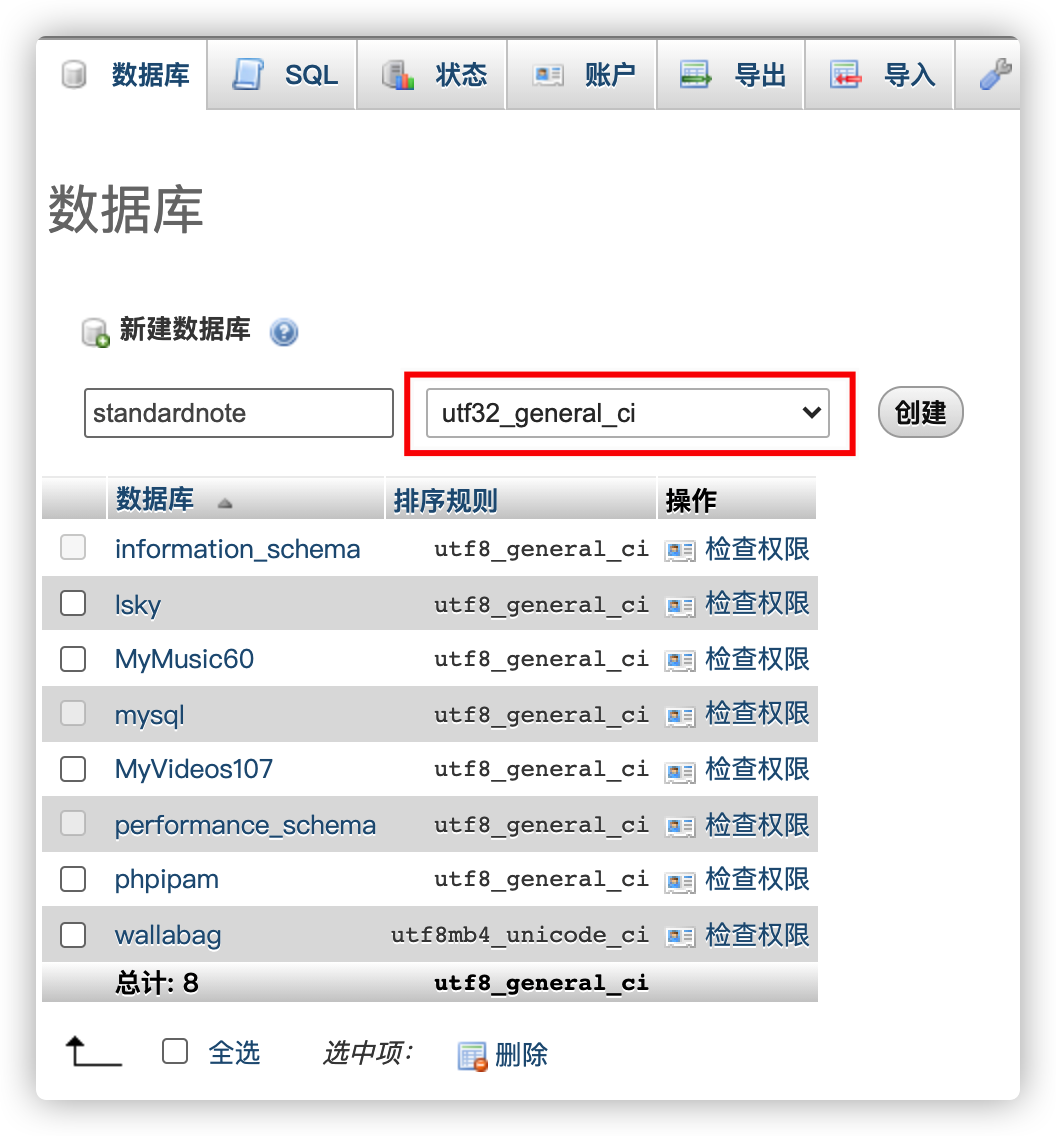 数据库 SQL 状态 账户 导出 导入
数据库
新建数据库
standardnote utf32_general_ci 创建
数据库 排序规则 操作
information_schema utf8_general_ci 检查权限
lsky utf8_general_ci 检查权限
MyMusic60 utf8_general_ci 检查权限
mysql utf8_general_ci 检查权限
MyVideos107 utf8_general_ci 检查权限
performance_schema utf8_general_ci 检查权限
phpipam utf8_general_ci 检查权限
wallabag utf8mb4_unicode_ci 检查权限
总计: 8 utf8_general_ci
全选 选中项: 删除